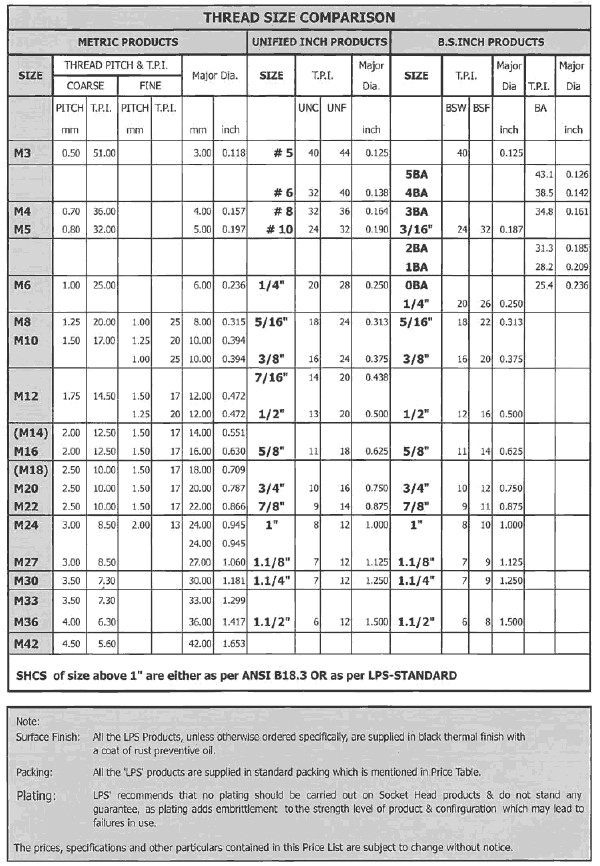 THREAD SIZE COMPARISON
METRIC PRODUCTS UNIFIED INCH PRODUCTS B.S.INCH PRODUCTS
SIZE THREAD PITCH & T.P.I. Major Dia. SIZE T.P.I. Major Dia. SIZE T.P.I. Major Dia T.P.I. Major Dia
COARSE FINE
PITCH T.P.I. PITCH T.P.I. UNC UNF BSW BSF BA
mm mm mm inch inch inch inch
M3 0.50 51.00 3.00 0.118 # 5 40 44 0.125 40 0.125
5BA 43.1 0.126
# 6 32 40 0.138 4BA 38.5 0.142
M4 0.70 36.00 4.00 0.157 # 8 32 36 0.164 3BA 34.8 0.161
M5 0.80 32.00 5.00 0.197 # 10 24 32 0.190 3/16" 24 32 0.187
2BA 31.3 0.185
1BA 28.2 0.209
M6 1.00 25.00 6.00 0.236 1/4" 20 28 0.250 0BA 25.4 0.236
1/4" 20 26 0.250
M8 1.25 20.00 1.00 25 8.00 0.315 5/16" 18 24 0.313 5/16" 18 22 0.313
M10 1.50 17.00 1.25 20 10.00 0.394
1.00 25 10.00 0.394 3/8" 16 24 0.375 3/8" 16 20 0.375
7/16" 14 20 0.438
M12 1.75 14.50 1.50 17 12.00 0.472
1.25 20 12.00 0.472 1/2" 13 20 0.500 1/2" 12 16 0.500
(M14) 2.00 12.50 1.50 17 14.00 0.551
M16 2.00 12.50 1.50 17 16.00 0.630 5/8" 11 18 0.625 5/8" 11 14 0.625
(M18) 2.50 10.00 1.50 17 18.00 0.709
M20 2.50 10.00 1.50 17 20.00 0.787 3/4" 10 16 0.750 3/4" 10 12 0.750
M22 2.50 10.00 1.50 17 22.00 0.866 7/8" 9 14 0.875 7/8" 9 11 0.875
M24 3.00 8.50 2.00 13 24.00 0.945 1" 8 12 1.000 1" 8 10 1.000
24.00 0.945
M27 3.00 8.50 27.00 1.060 1.1/8" 7 12 1.125 1.1/8" 7 9 1.125
M30 3.50 7.30 30.00 1.181 1.1/4" 7 12 1.250 1.1/4" 7 9 1.250
M33 3.50 7.30 33.00 1.299
M36 4.00 6.30 36.00 1.417 1.1/2" 6 12 1.500 1.1/2" 6 8 1.500
M42 4.50 5.60 42.00 1.653
SHCS of size above 1" are either as per ANSI B18.3 OR as per LPS-STANDARD
Note:
Surface Finish: All the LPS Products, unless otherwise ordered specifically, are supplied in black thermal finish with
a coat of rust preventive oil.
Packing: All the 'LPS' products are supplied in standard packing which is mentioned in Price Table.
Plating: LPS' recommends that no plating should be carried out on Socket Head products & do not stand any
guarantee, as plating adds embrittlement to the strength level of product & confirguration which may lead to
failures in use.
The prices, specifications and other particulars contained in this Price List are subject to change without notice.